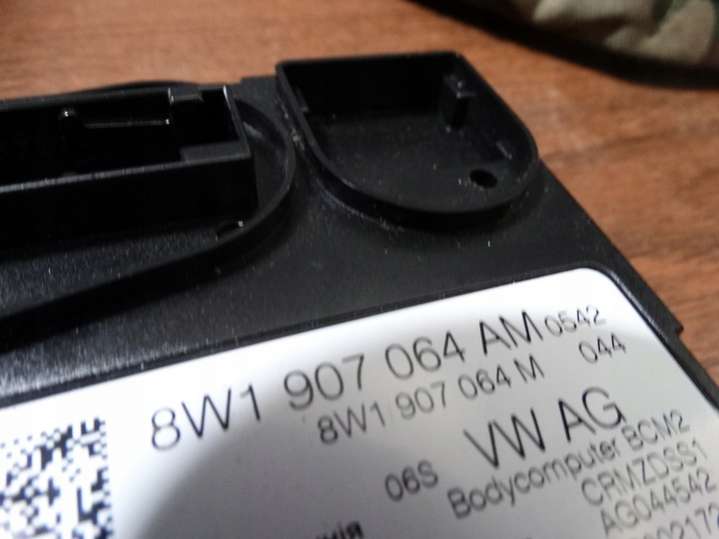 8W1 907 064 AM 0542
8W1 907 064 M 044
06S VW AG
Bodycomputer BCM2
CRMZDSS1
AG044542